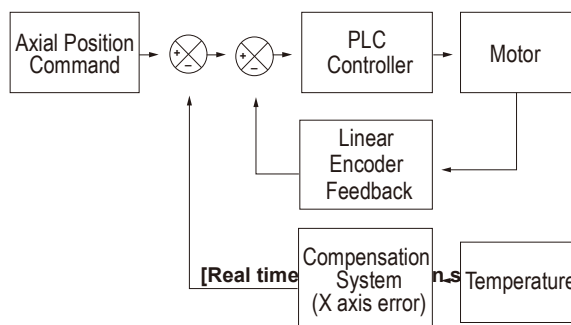 Axial Position
Command
+
−
+
−
PLC
Controller
Motor
Linear
Encoder
Feedback
Compensation
System
(X axis error)
Temperature
[Real time
n s